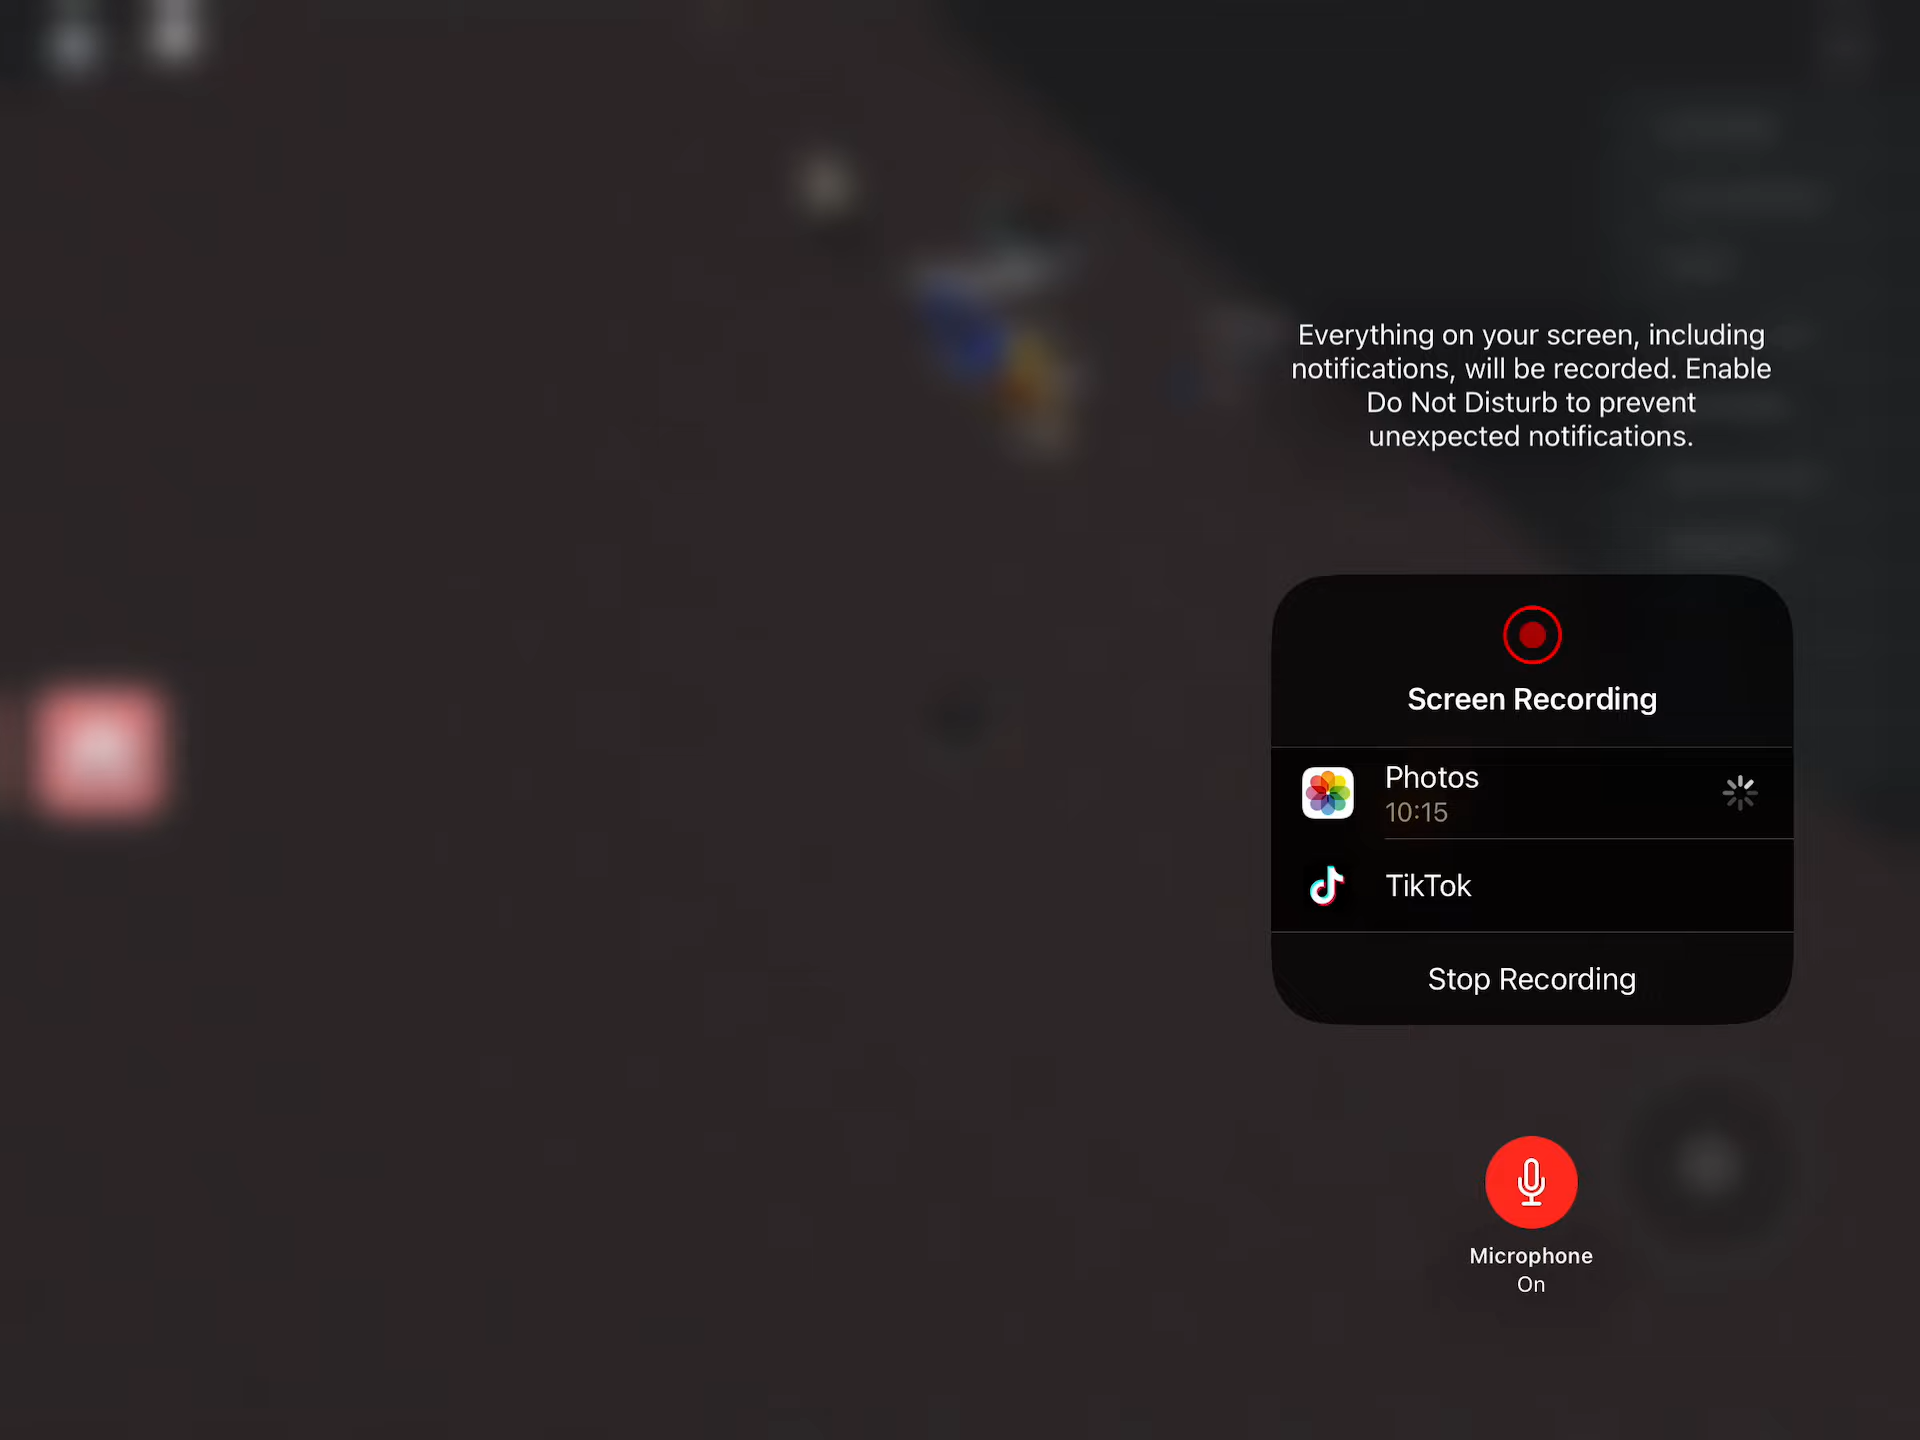 Everything on your screen, including
notifications, will be recorded. Enable
Do Not Disturb to prevent
unexpected notifications.
Screen Recording
Photos
10:15
TikTok
Stop Recording
Microphone
On